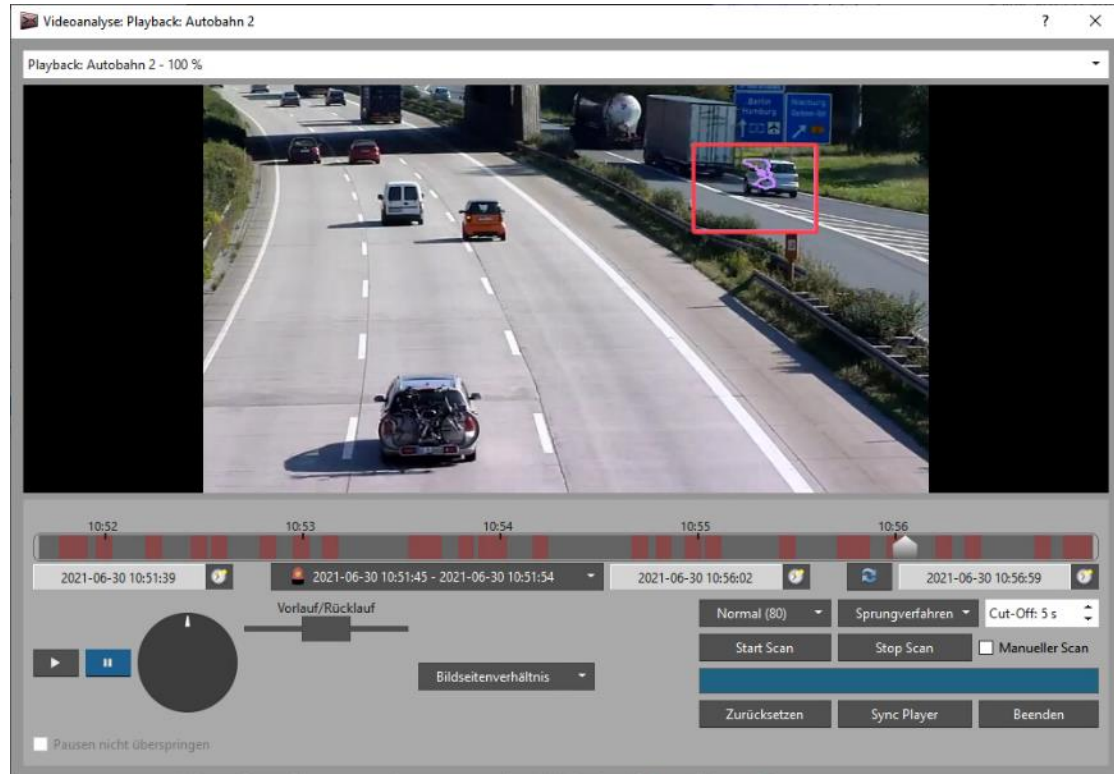 Videoanalyse: Playback: Autobahn 2
Playback: Autobahn 2 - 100 %
Berlin
Hamburg
10:52 10:53 10:54 10:55 10:56
2021-06-30 10:51:39 2021-06-30 10:51:45 - 2021-06-30 10:51:54 2021-06-30 10:56:02 2021-06-30 10:56:59
Vorlauf/Rücklauf
Normal (80) Sprungverfahren Cut-Off: 5 s
Start Scan Stop Scan Manueller Scan
Bildseitenverhältnis
Zurücksetzen Sync Player Beenden
Pausen nicht überspringen